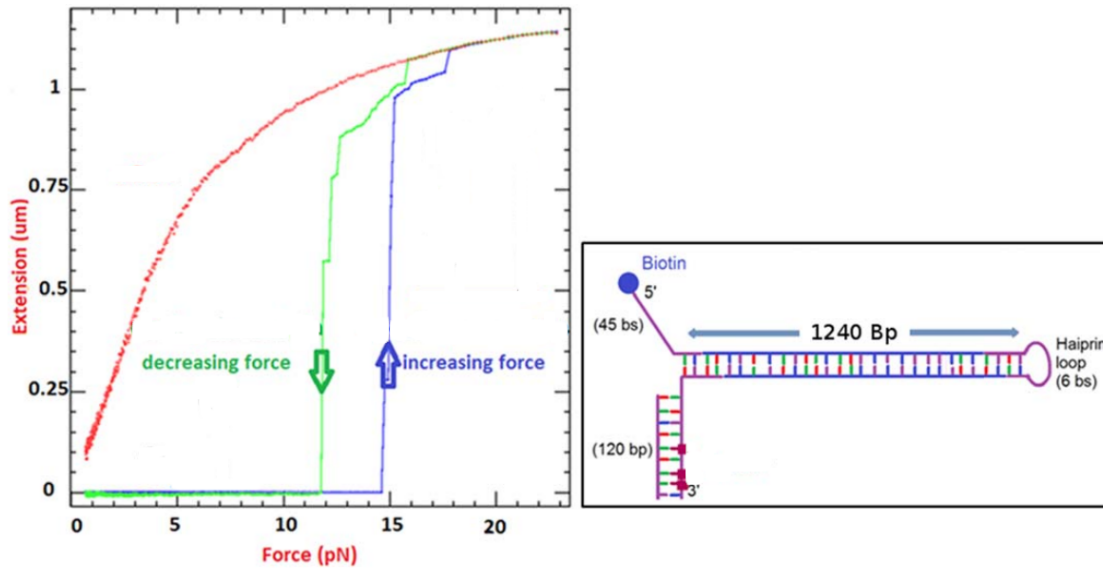 1
0.75
0.5
0.25
0
Extension (um)
decreasing force
increasing force
0 5 10 15 20
Force (pN)
Biotin
5'
(45 bs)
1240 Bp
Haiprin
loop
(6 bs)
(120 bp)
3'